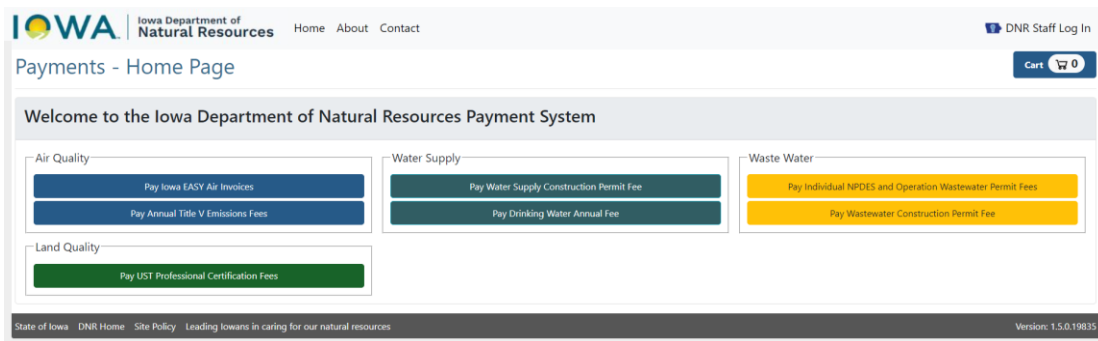 IOWA
Iowa Department of
Natural Resources
Home About Contact
DNR Staff Log In
Payments - Home Page
Cart 0
Welcome to the Iowa Department of Natural Resources Payment System
Air Quality
Pay Iowa EASY Air Invoices
Pay Annual Title V Emissions Fees
Water Supply
Pay Water Supply Construction Permit Fee
Pay Drinking Water Annual Fee
Waste Water
Pay Individual NPDES and Operation Wastewater Permit Fees
Pay Wastewater Construction Permit Fee
Land Quality
Pay UST Professional Certification Fees
State of Iowa DNR Home Site Policy Leading Iowans in caring for our natural resources
Version: 1.5.0.19835